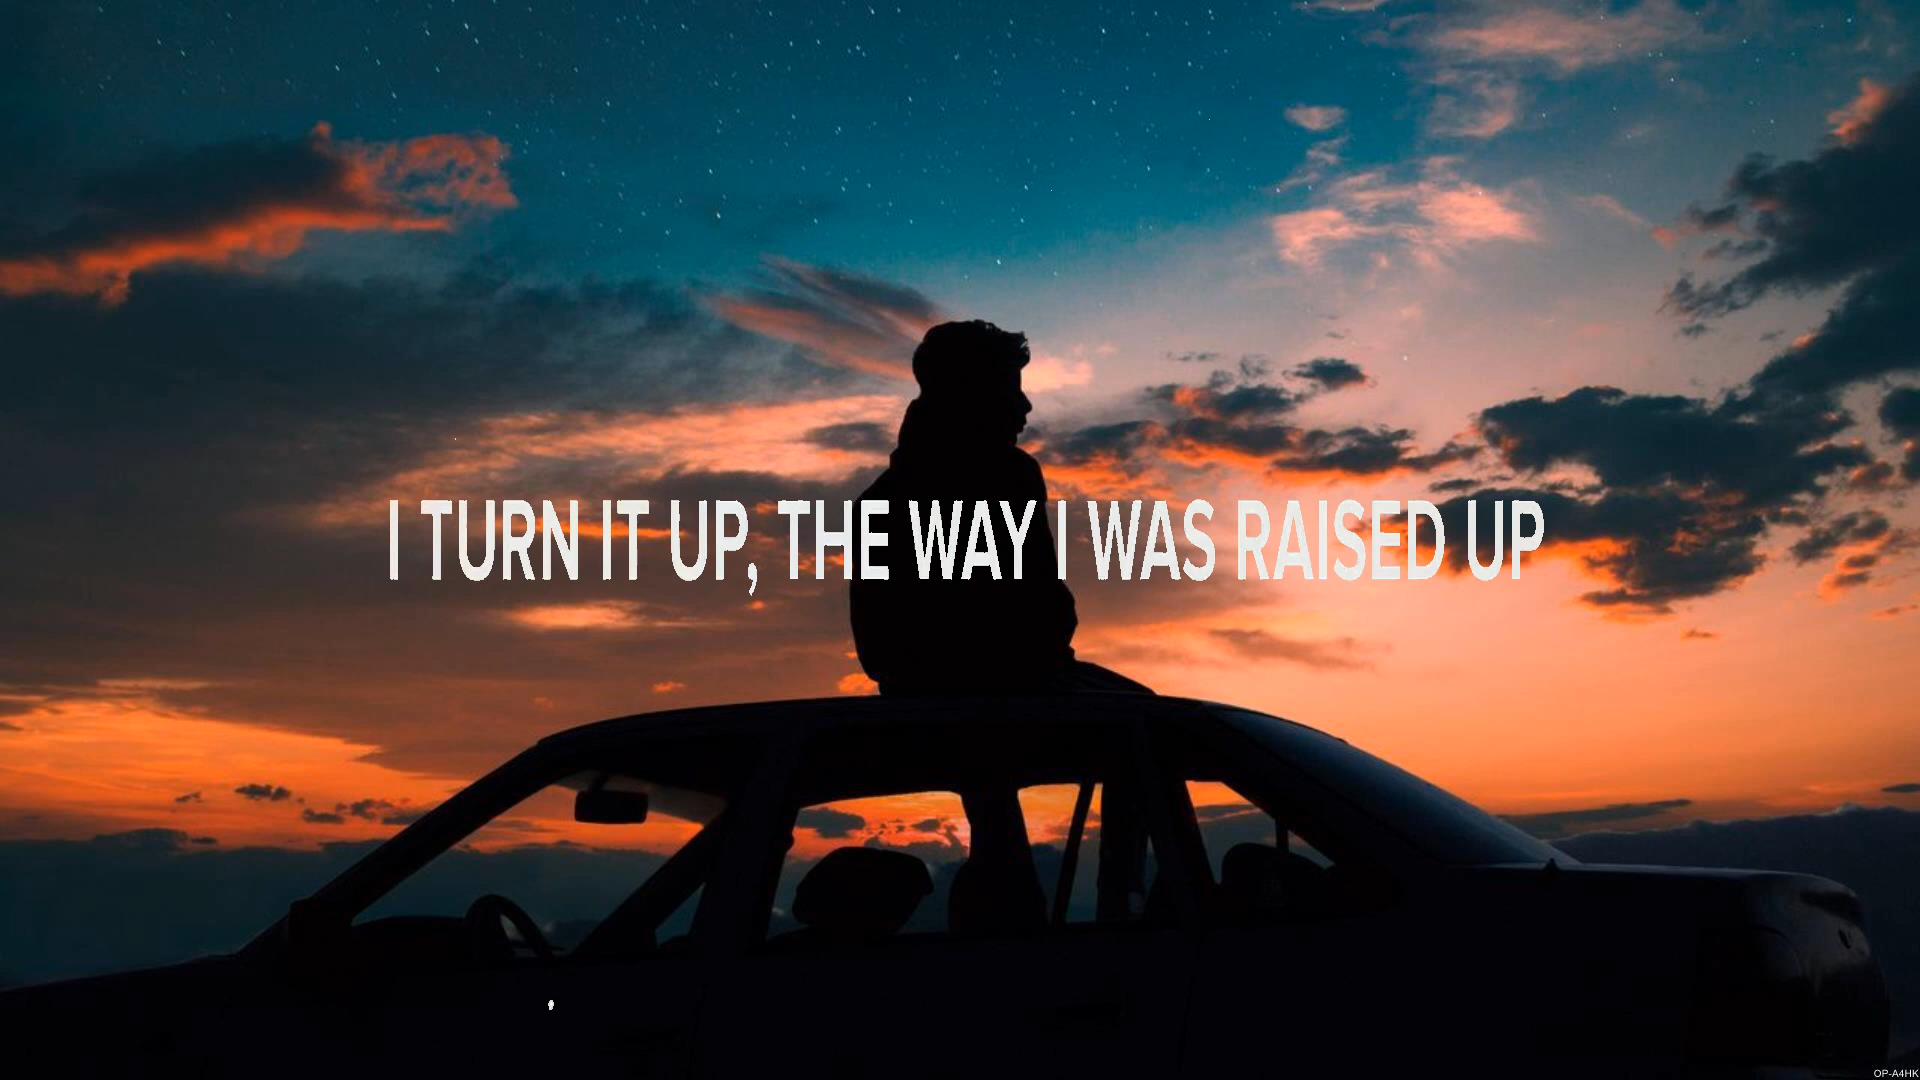 I TURN IT UP, THE WAY I WAS RAISED UP
OP-A4HK